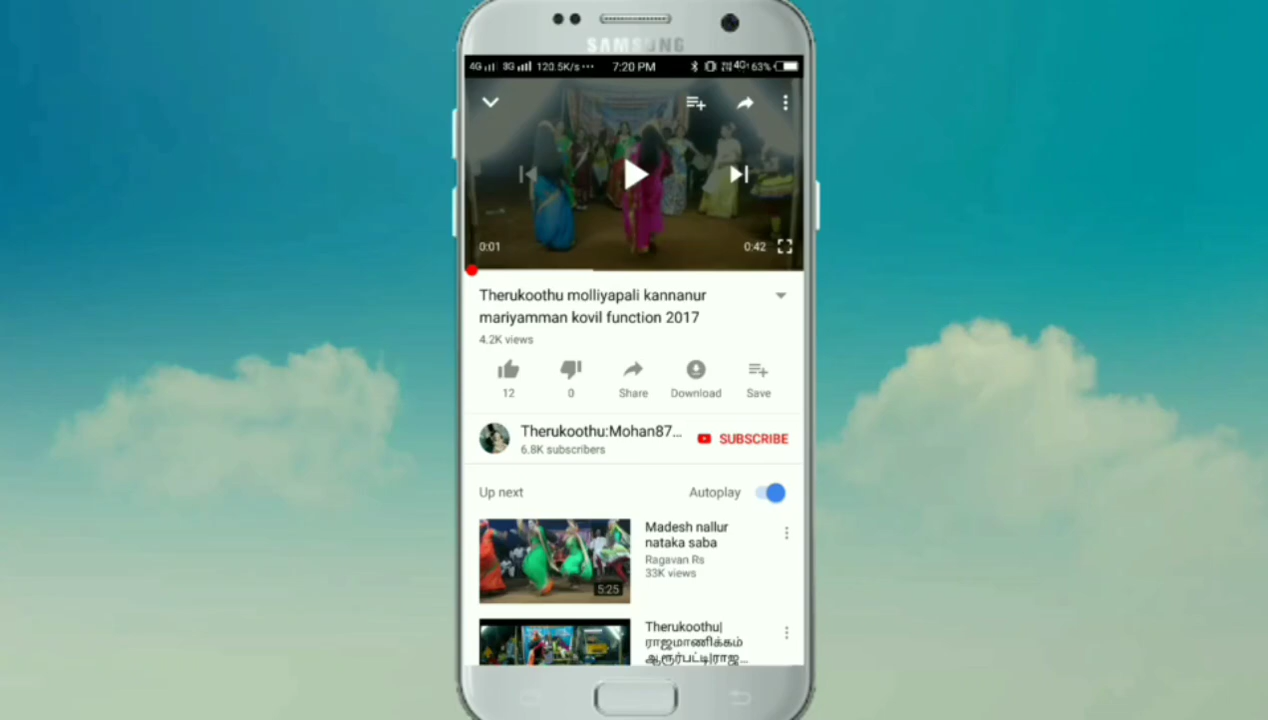 SAMSUNG
4G 3G 120.5K/s ··· 7:20 PM 4G 63%
0:01 0:42
Therukoothu molliyapali kannanur
mariyamman kovil function 2017
4.2K views
12 0 Share Download Save
Therukoothu:Mohan87... SUBSCRIBE
6.8K subscribers
Up next Autoplay
Madesh nallur
nataka saba
Ragavan Rs
33K views
5:25
Therukoothu|
ராஜமாணிக்கம்
ஆரூர்பட்டி|ராஜ...